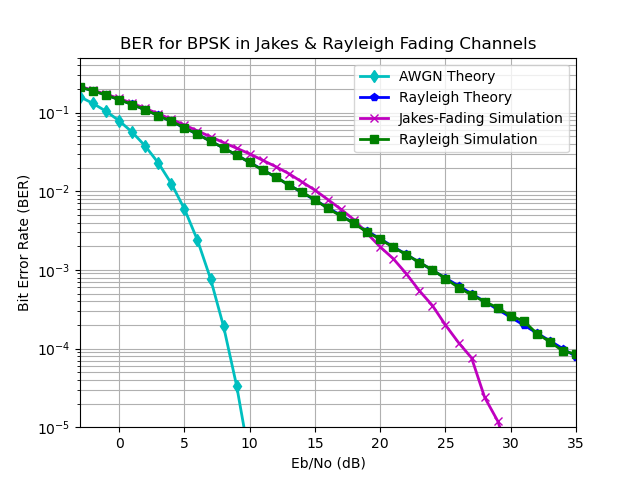 BER for BPSK in Jakes & Rayleigh Fading Channels
AWGN Theory
Rayleigh Theory
Jakes-Fading Simulation
Rayleigh Simulation
Bit Error Rate (BER)
10⁻¹
10⁻²
10⁻³
10⁻⁴
10⁻⁵
0 5 10 15 20 25 30 35
Eb/No (dB)